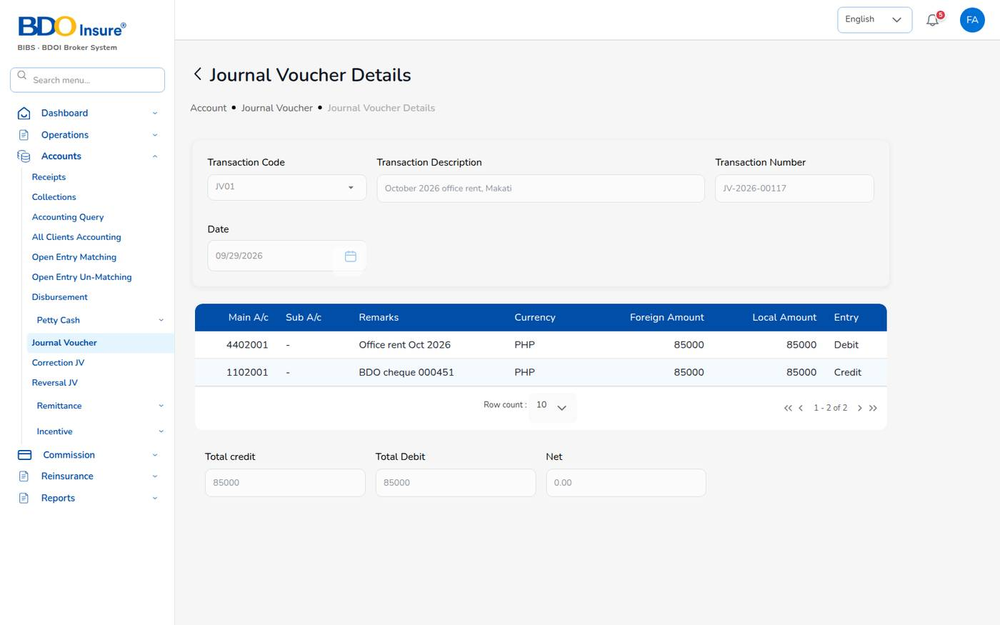 BDO Insure®
BIBS · BDOI Broker System
Search menu...
Dashboard
Operations
Accounts
Receipts
Collections
Accounting Query
All Clients Accounting
Open Entry Matching
Open Entry Un-Matching
Disbursement
Petty Cash
Journal Voucher
Correction JV
Reversal JV
Remittance
Incentive
Commission
Reinsurance
Reports
English
5
FA
Journal Voucher Details
Account • Journal Voucher • Journal Voucher Details
Transaction Code Transaction Description Transaction Number
JV01 October 2026 office rent, Makati JV-2026-00117
Date
09/29/2026
Main A/c Sub A/c Remarks Currency Foreign Amount Local Amount Entry
4402001 - Office rent Oct 2026 PHP 85000 85000 Debit
1102001 - BDO cheque 000451 PHP 85000 85000 Credit
Row count : 10 1 - 2 of 2
Total credit Total Debit Net
85000 85000 0.00